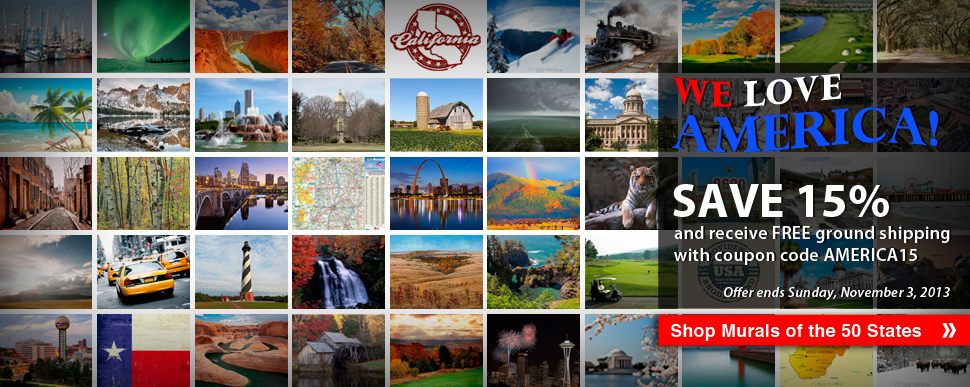 California
WE LOVE
AMERICA!
SAVE 15%
and receive FREE ground shipping
with coupon code AMERICA15
USA
Offer ends Sunday, November 3, 2013
Shop Murals of the 50 States »